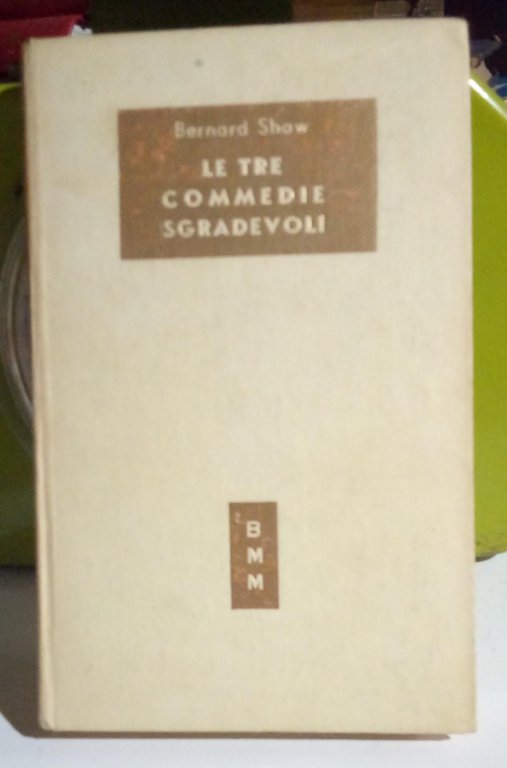 Bernard Shaw
LE TRE
COMMEDIE
SGRADEVOLI
B
M
M